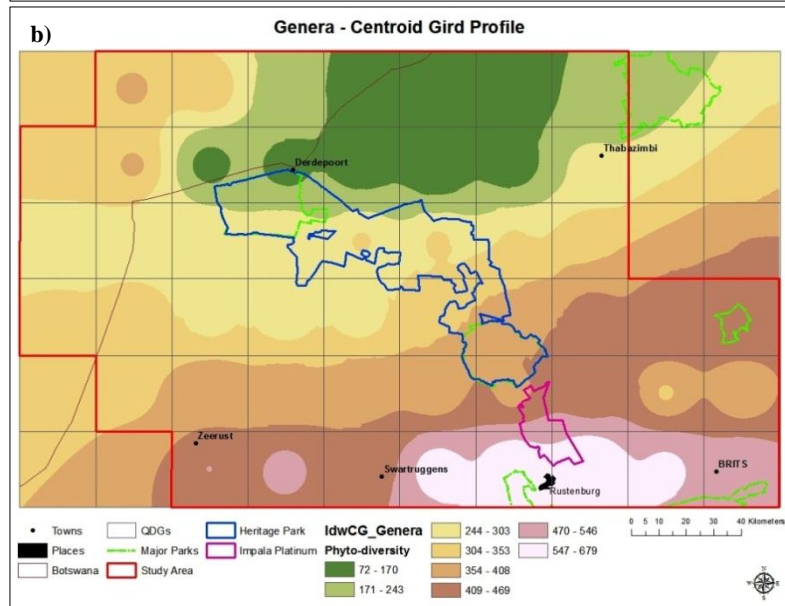 b)
Genera - Centroid Gird Profile
Thabazimbi
Derdepoort
Zeerust
Swartruggens
BRITS
Rustenburg
Towns
QDGs
Heritage Park
IdwCG_Genera
244 - 303
470 - 546
0 5 10 20 30 40 Kilometers
Places
Major Parks
Impala Platinum
Phyto-diversity
304 - 353
547 - 679
Botswana
Study Area
72 - 170
354 - 408
171 - 243
409 - 469
N
W E
S